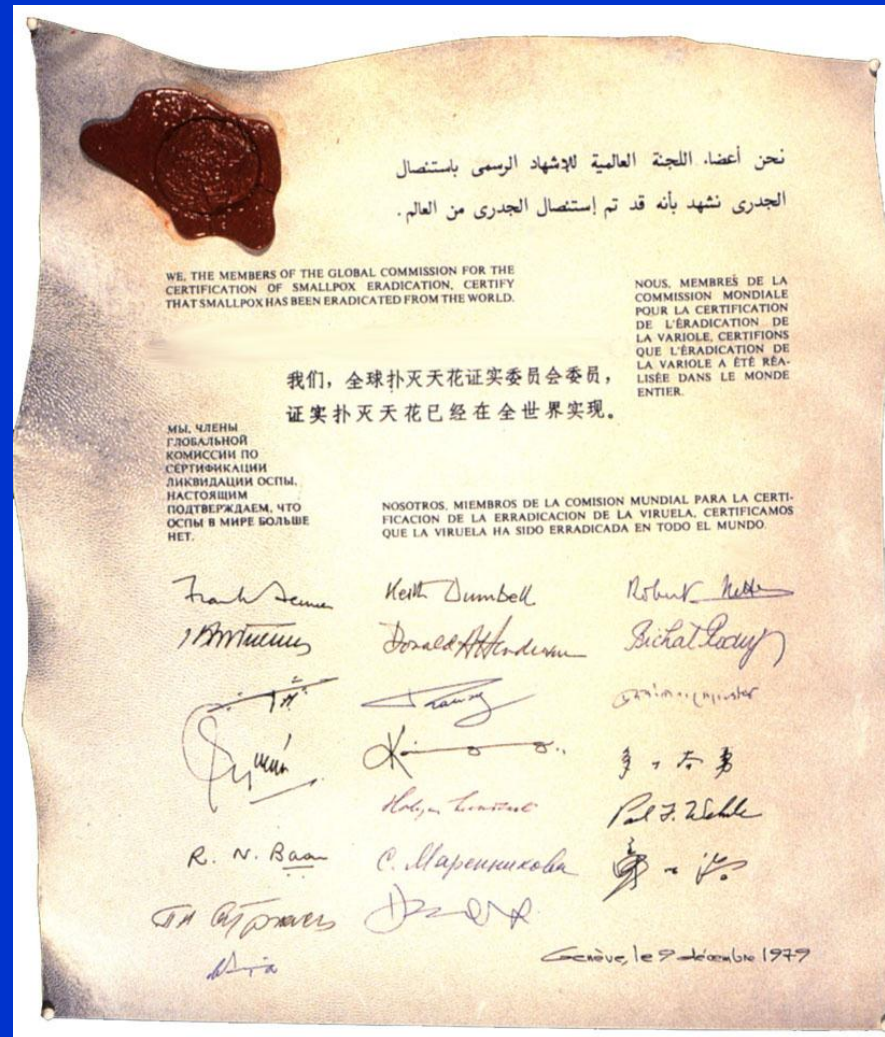 نحن أعضاء اللجنة العالمية للاشهاد الرسمى باستئصال
الجدرى نشهد بأنه قد تم إستئصال الجدرى من العالم.
WE, THE MEMBERS OF THE GLOBAL COMMISSION FOR THE
CERTIFICATION OF SMALLPOX ERADICATION, CERTIFY
THAT SMALLPOX HAS BEEN ERADICATED FROM THE WORLD.
NOUS, MEMBRES DE LA
COMMISSION MONDIALE
POUR LA CERTIFICATION
DE L'ÉRADICATION DE
LA VARIOLE, CERTIFIONS
QUE L'ÉRADICATION DE
LA VARIOLE A ÉTÉ RÉA-
LISÉE DANS LE MONDE
ENTIER.
我们，全球扑灭天花证实委员会委员，
证实扑灭天花已经在全世界实现。
МЫ, ЧЛЕНЫ
ГЛОБАЛЬНОЙ
КОМИССИИ ПО
СЕРТИФИКАЦИИ
ЛИКВИДАЦИИ ОСПЫ,
НАСТОЯЩИМ
ПОДТВЕРЖДАЕМ, ЧТО
ОСПЫ В МИРЕ БОЛЬШЕ
НЕТ.
NOSOTROS, MIEMBROS DE LA COMISION MUNDIAL PARA LA CERTI-
FICACION DE LA ERRADICACION DE LA VIRUELA, CERTIFICAMOS
QUE LA VIRUELA HA SIDO ERRADICADA EN TODO EL MUNDO.
Frank Fenner Keith Dumbell Robert Netter
Donald A Henderson Bichat Rodrigues
Paul F. Wehrle
R. N. Basu С. Маренникова
Genève, le 9 décembre 1979